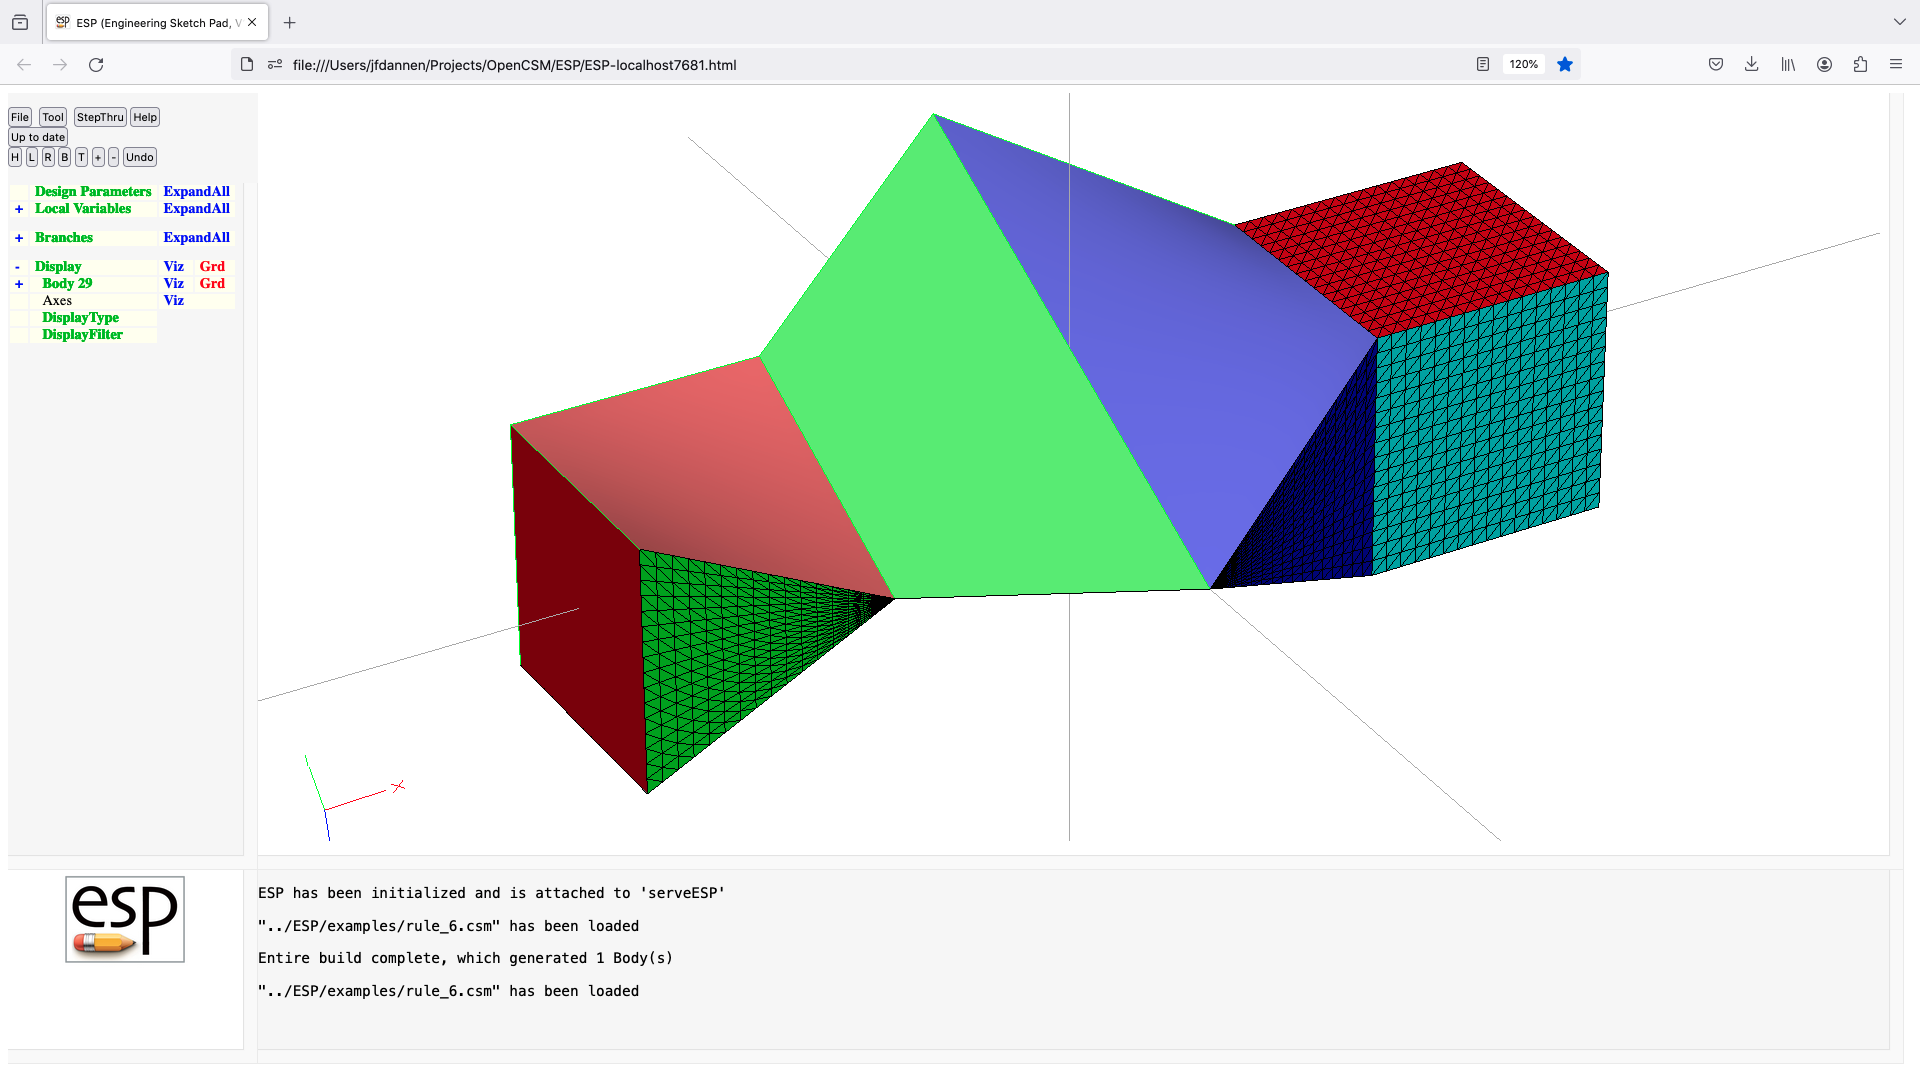 ESP (Engineering Sketch Pad, V
file:///Users/jfdannen/Projects/OpenCSM/ESP/ESP-localhost7681.html 120%
File Tool StepThru Help
Up to date
H L R B T + - Undo
Design Parameters ExpandAll
+ Local Variables ExpandAll
+ Branches ExpandAll
- Display Viz Grd
+ Body 29 Viz Grd
Axes Viz
DisplayType
DisplayFilter
X
esp
ESP has been initialized and is attached to 'serveESP'
"../ESP/examples/rule_6.csm" has been loaded
Entire build complete, which generated 1 Body(s)
"../ESP/examples/rule_6.csm" has been loaded